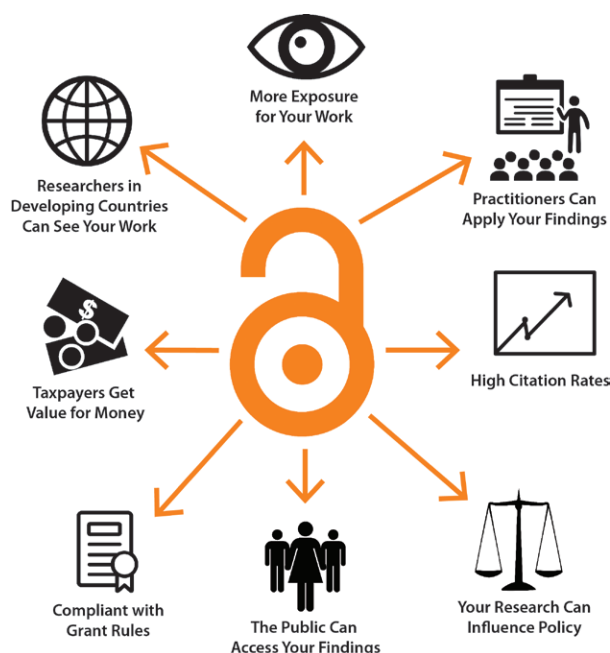 More Exposure
for Your Work
Researchers in
Developing Countries
Can See Your Work
Practitioners Can
Apply Your Findings
$
Taxpayers Get
Value for Money
High Citation Rates
Compliant with
Grant Rules
The Public Can
Access Your Findings
Your Research Can
Influence Policy